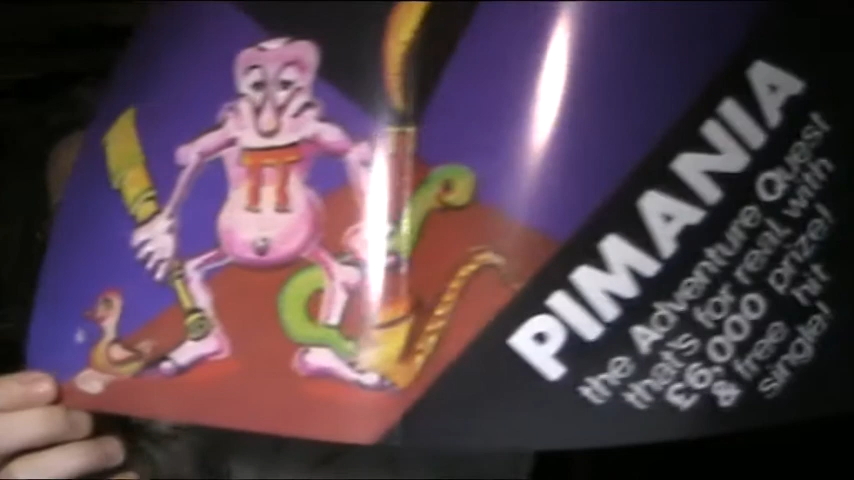 π
PIMANIA
the Adventure Quest
that's for real, with
£6,000 prize!
& free hit
single!